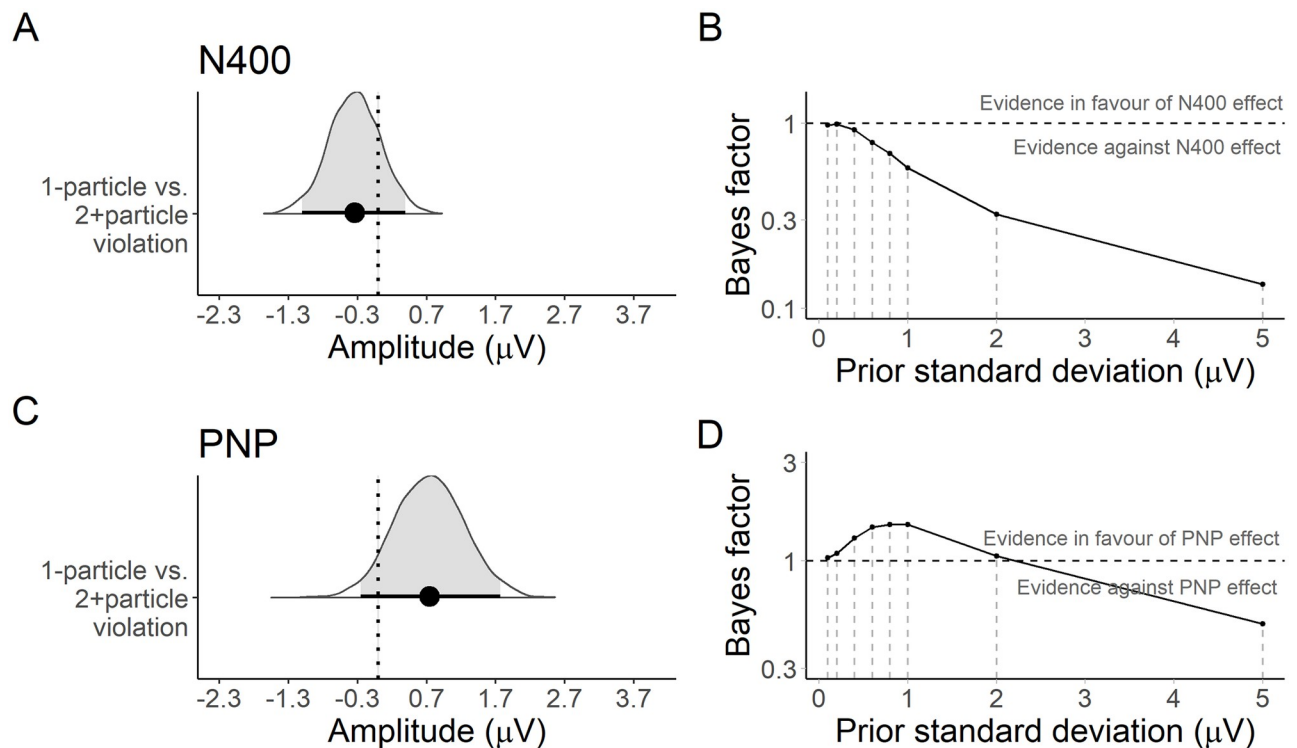 A
N400
1-particle vs.
2+particle
violation
-2.3 -1.3 -0.3 0.7 1.7 2.7 3.7
Amplitude (μV)
B
Bayes factor
1
0.3
0.1
Evidence in favour of N400 effect
Evidence against N400 effect
0 1 2 3 4 5
Prior standard deviation (μV)
C
PNP
1-particle vs.
2+particle
violation
-2.3 -1.3 -0.3 0.7 1.7 2.7 3.7
Amplitude (μV)
D
Bayes factor
3
1
0.3
Evidence in favour of PNP effect
Evidence against PNP effect
0 1 2 3 4 5
Prior standard deviation (μV)